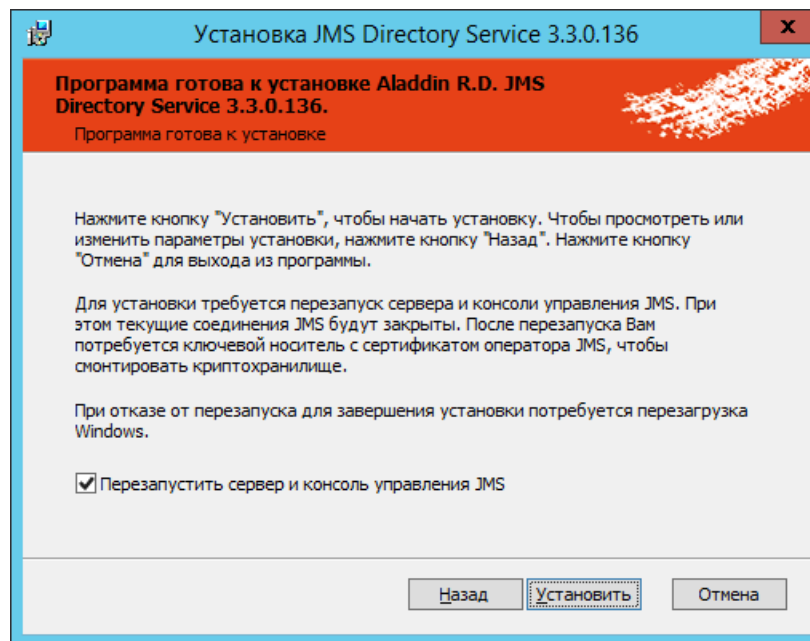 Установка JMS Directory Service 3.3.0.136
x
Программа готова к установке Aladdin R.D. JMS
Directory Service 3.3.0.136.
Программа готова к установке
Нажмите кнопку "Установить", чтобы начать установку. Чтобы просмотреть или
изменить параметры установки, нажмите кнопку "Назад". Нажмите кнопку
"Отмена" для выхода из программы.
Для установки требуется перезапуск сервера и консоли управления JMS. При
этом текущие соединения JMS будут закрыты. После перезапуска Вам
потребуется ключевой носитель с сертификатом оператора JMS, чтобы
смонтировать криптохранилище.
При отказе от перезапуска для завершения установки потребуется перезагрузка
Windows.
Перезапустить сервер и консоль управления JMS
Назад Установить Отмена